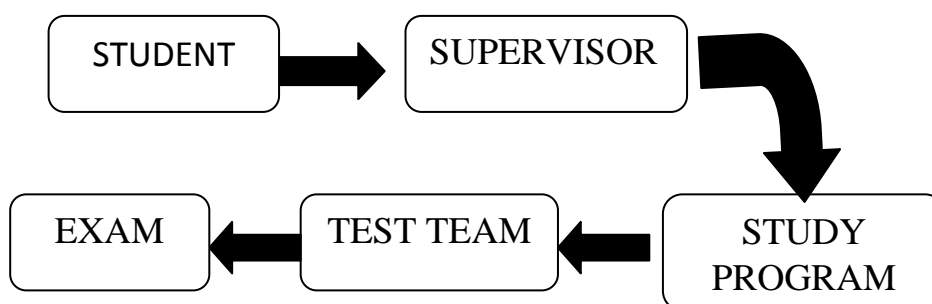 STUDENT
SUPERVISOR
STUDY
PROGRAM
TEST TEAM
EXAM